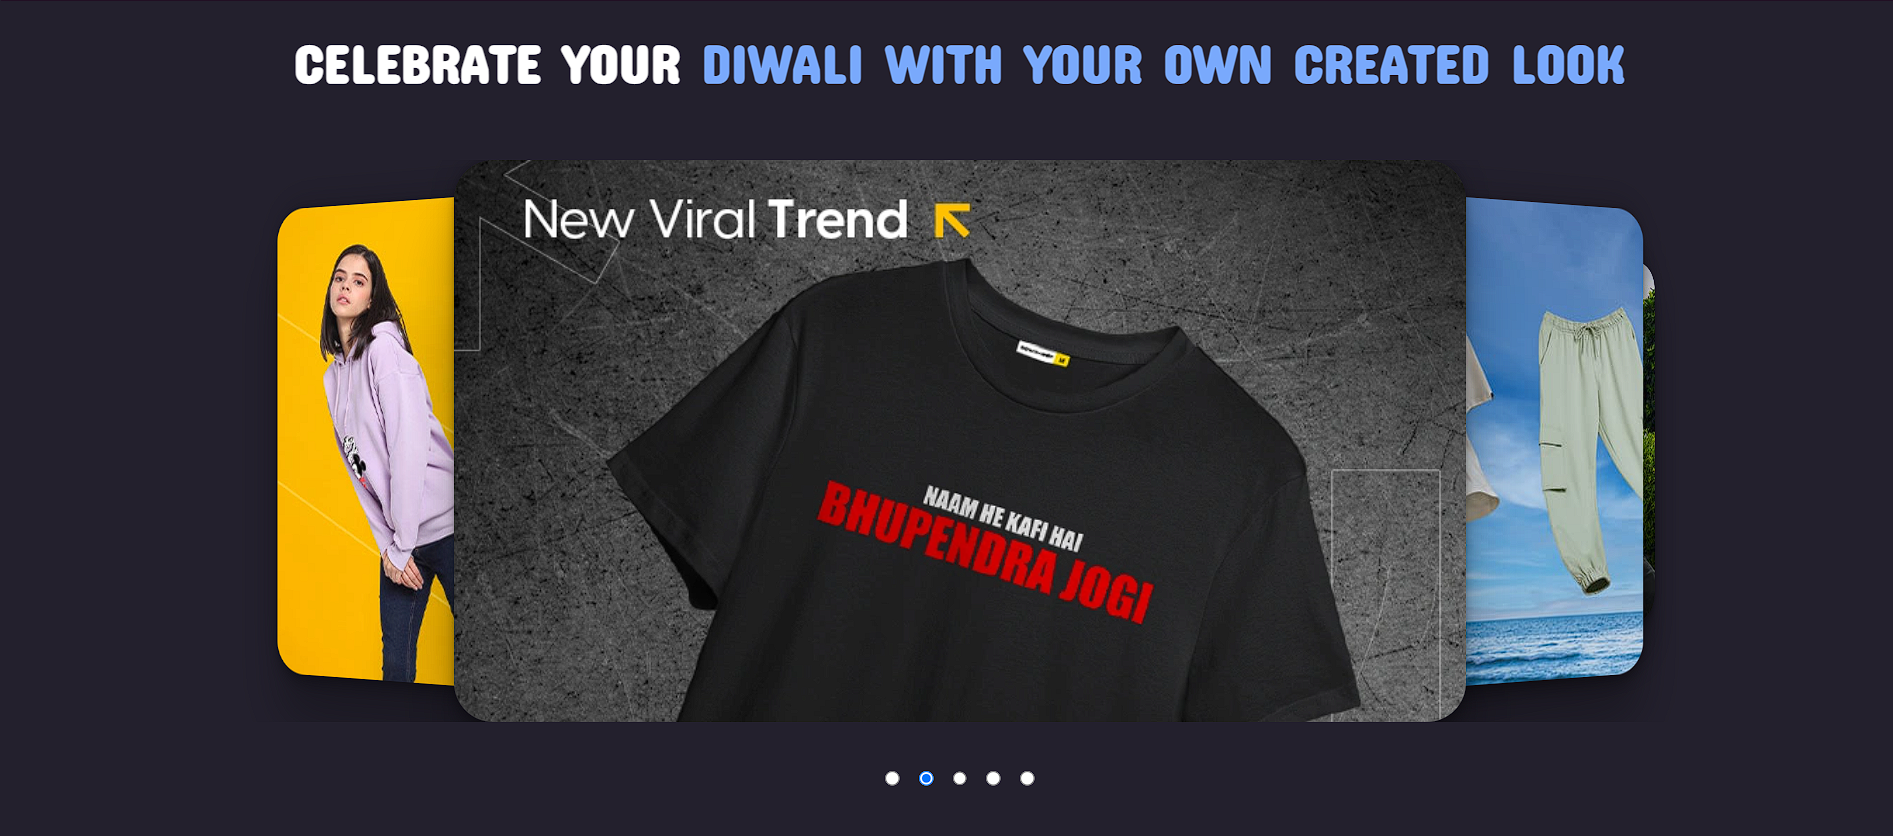 CELEBRATE YOUR DIWALI WITH YOUR OWN CREATED LOOK
New Viral Trend
NAAM HE KAFI HAI
BHUPENDRA JOGI